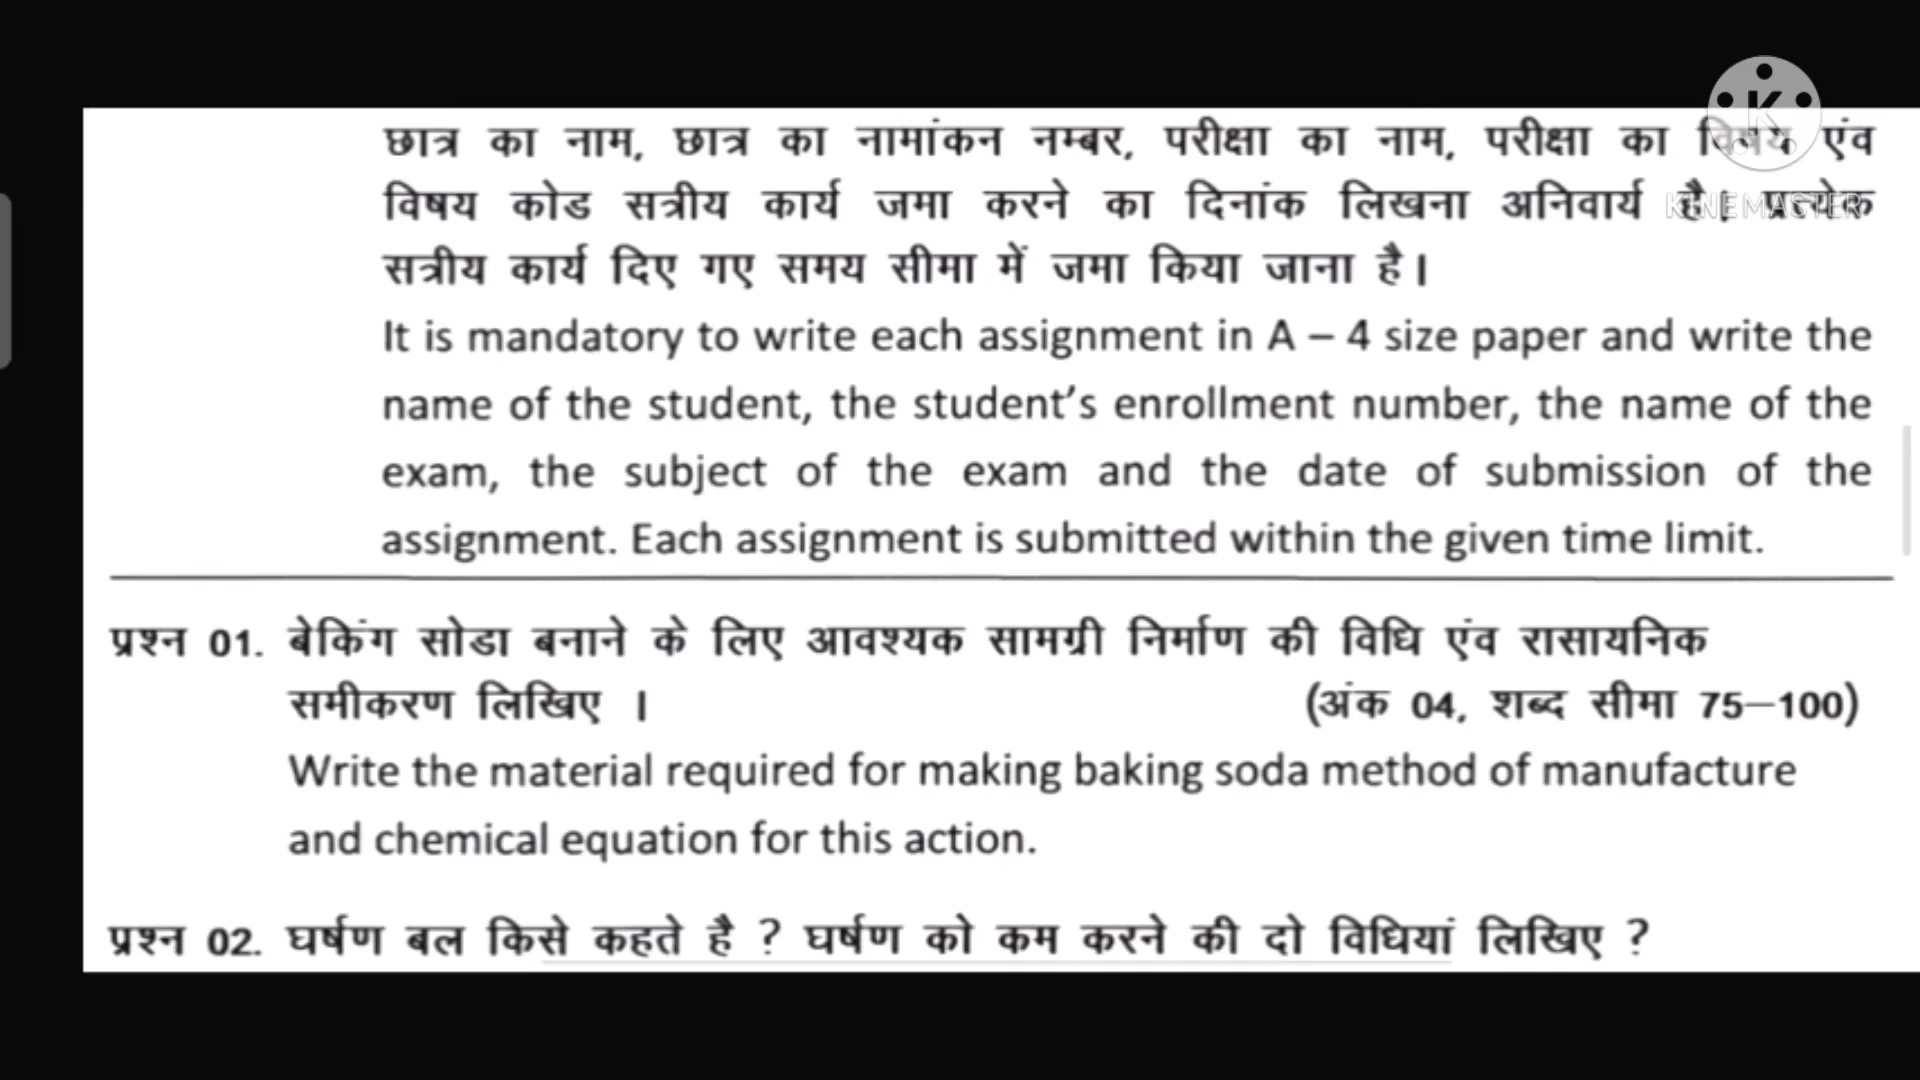 छात्र का नाम, छात्र का नामांकन नम्बर, परीक्षा का नाम, परीक्षा का विषय एंव
विषय कोड सत्रीय कार्य जमा करने का दिनांक लिखना अनिवार्य है। प्रत्येक
KINEMASTER
सत्रीय कार्य दिए गए समय सीमा में जमा किया जाना है।
It is mandatory to write each assignment in A – 4 size paper and write the
name of the student, the student's enrollment number, the name of the
exam, the subject of the exam and the date of submission of the
assignment. Each assignment is submitted within the given time limit.
प्रश्न 01. बेकिंग सोडा बनाने के लिए आवश्यक सामग्री निर्माण की विधि एंव रासायनिक
समीकरण लिखिए । (अंक 04, शब्द सीमा 75–100)
Write the material required for making baking soda method of manufacture
and chemical equation for this action.
प्रश्न 02. घर्षण बल किसे कहते है ? घर्षण को कम करने की दो विधियां लिखिए ?